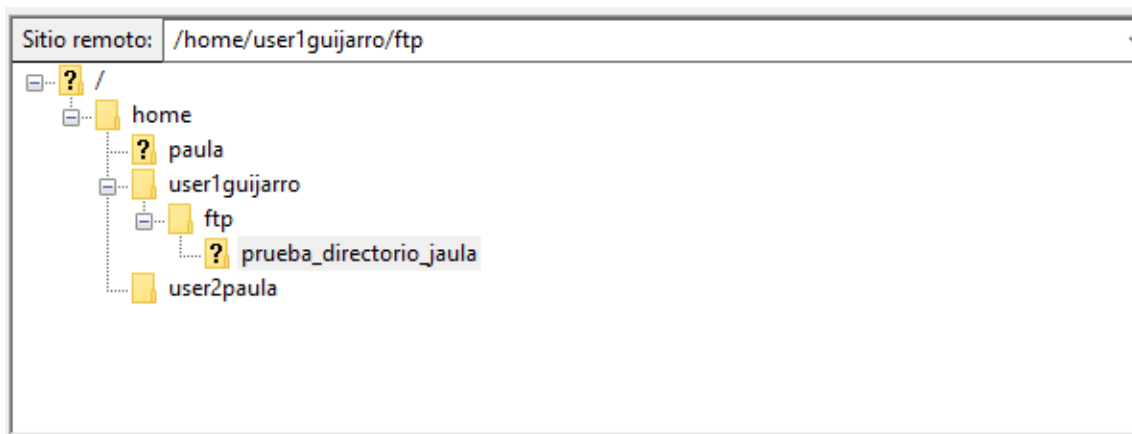 Sitio remoto: /home/user1guijarro/ftp
? /
home
? paula
user1guijarro
ftp
? prueba_directorio_jaula
user2paula